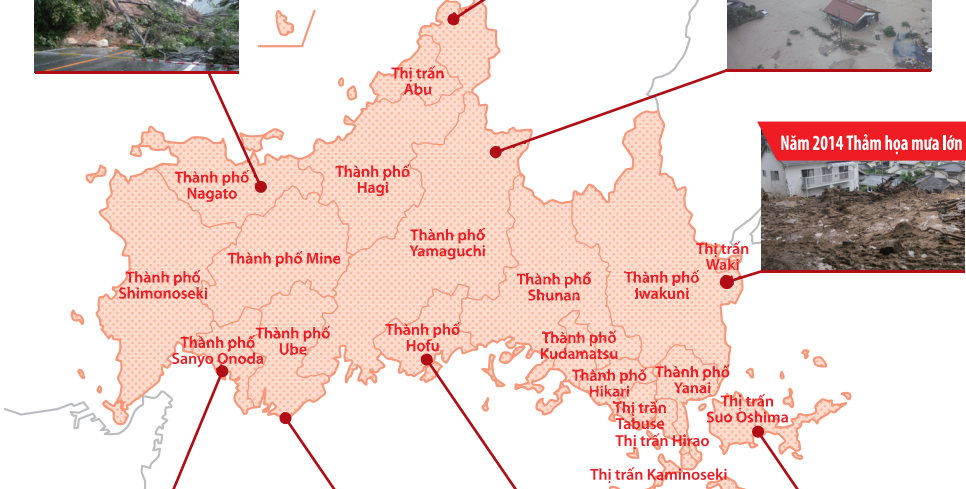 Thị trấn
Abu
Năm 2014 Thảm họa mưa lớn
Thành phố
Nagato
Thành phố
Hagi
Thành phố
Yamaguchi
Thành phố Mine
Thị trấn
Waki
Thành phố
Shimonoseki
Thành phố
Shunan
Thành phố
Iwakuni
Thành phố
Sanyo Onoda
Thành phố
Ube
Thành phố
Hofu
Thành phố
Kudamatsu
Thành phố
Hikari
Thành phố
Yanai
Thị trấn
Tabuse
Thị trấn
Suo Oshima
Thị trấn Hirao
Thị trấn Kaminoseki